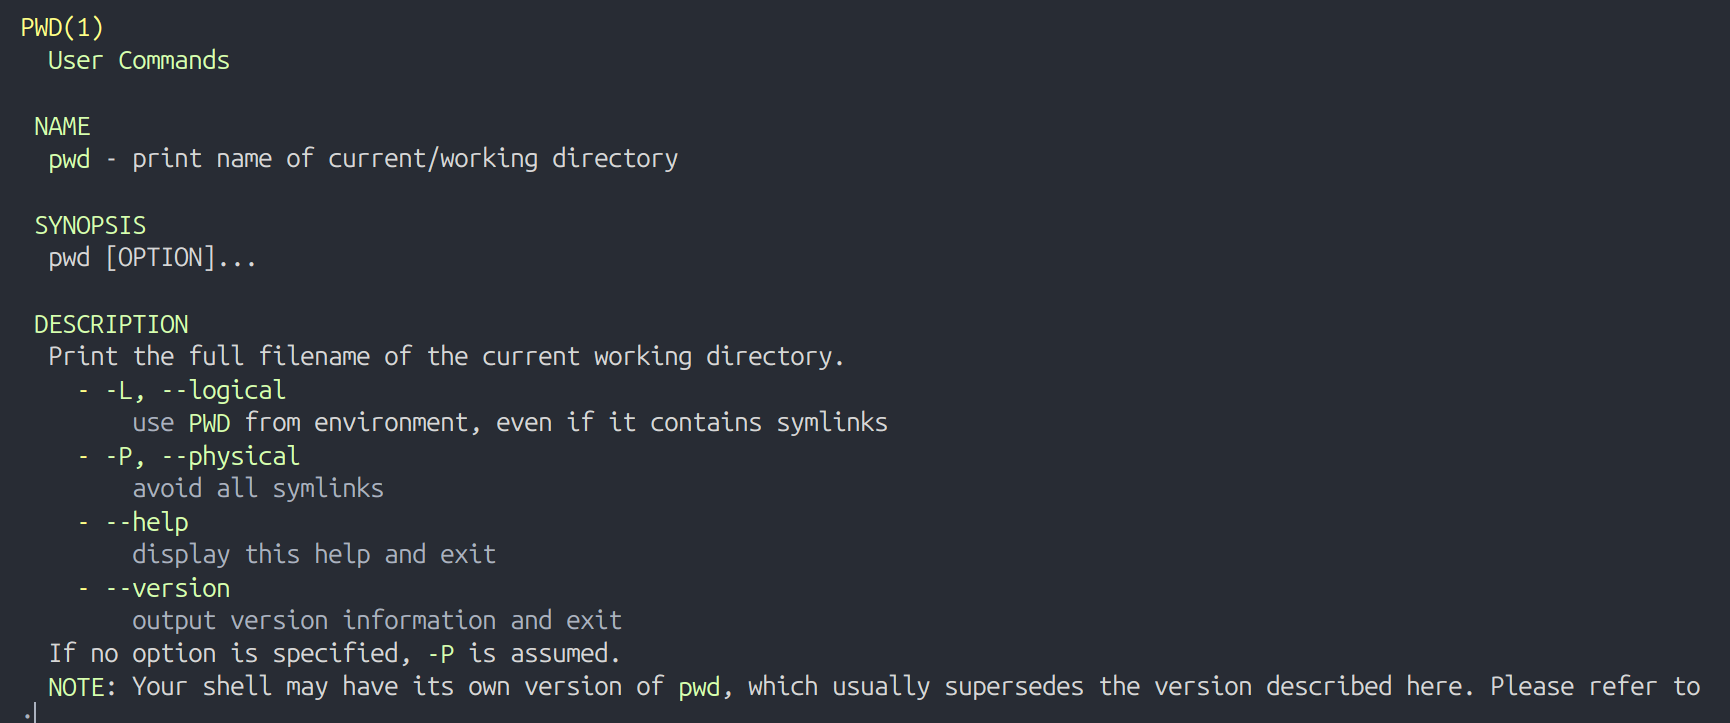 PWD(1)
User Commands
NAME
pwd - print name of current/working directory
SYNOPSIS
pwd [OPTION]...
DESCRIPTION
Print the full filename of the current working directory.
- -L, --logical
use PWD from environment, even if it contains symlinks
- -P, --physical
avoid all symlinks
- --help
display this help and exit
- --version
output version information and exit
If no option is specified, -P is assumed.
NOTE: Your shell may have its own version of pwd, which usually supersedes the version described here. Please refer to
.